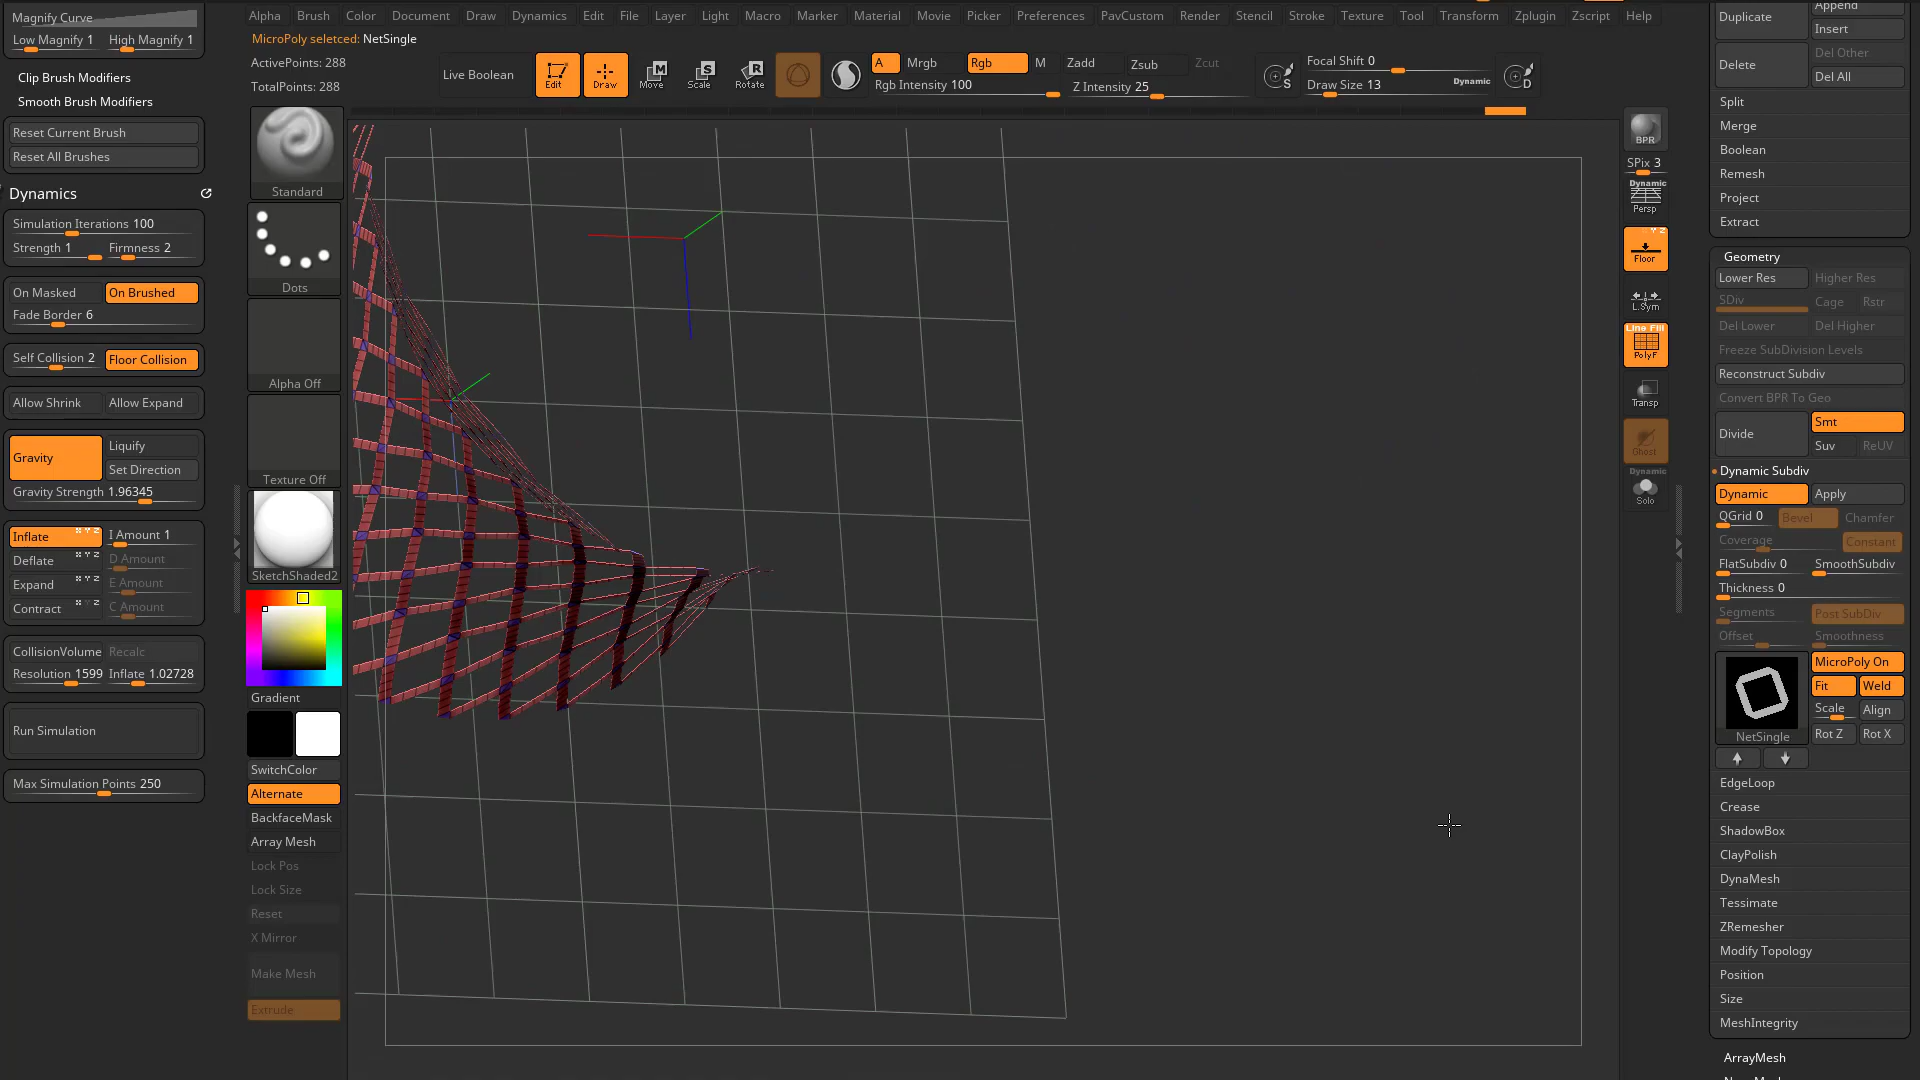 Magnify Curve
Low Magnify 1 High Magnify 1
Clip Brush Modifiers
Smooth Brush Modifiers
Reset Current Brush
Reset All Brushes
Dynamics
Simulation Iterations 100
Strength 1 Firmness 2
On Masked On Brushed
Fade Border 6
Self Collision 2 Floor Collision
Allow Shrink Allow Expand
Gravity
Liquify
Set Direction
Gravity Strength 1.96345
Inflate X Y Z I Amount 1
Deflate X Y Z D Amount
Expand X Y Z E Amount
Contract X Y Z C Amount
CollisionVolume Recalc
Resolution 1599 Inflate 1.02728
Run Simulation
Max Simulation Points 250
Alpha Brush Color Document Draw Dynamics Edit File Layer Light Macro Marker Material Movie Picker Preferences PavCustom Render Stencil Stroke Texture Tool Transform Zplugin Zscript Help
MicroPoly seletced: NetSingle
ActivePoints: 288
TotalPoints: 288
Live Boolean
Edit
Draw
Move
Scale
Rotate
A Mrgb Rgb M Zadd Zsub Zcut
Rgb Intensity 100 Z Intensity 25
S
Focal Shift 0
Draw Size 13 Dynamic
D
Standard
Dots
Alpha Off
Texture Off
SketchShaded2
Gradient
SwitchColor
Alternate
BackfaceMask
Array Mesh
Lock Pos
Lock Size
Reset
X Mirror
Make Mesh
Extrude
BPR
SPix 3
Dynamic
Persp
Floor
L.Sym
Line Fill
PolyF
Transp
Ghost
Dynamic
Solo
Duplicate
Append
Insert
Delete
Del Other
Del All
Split
Merge
Boolean
Remesh
Project
Extract
Geometry
Lower Res Higher Res
SDiv Cage Rstr
Del Lower Del Higher
Freeze SubDivision Levels
Reconstruct Subdiv
Convert BPR To Geo
Divide
Smt
Suv ReUV
Dynamic Subdiv
Dynamic Apply
QGrid 0 Bevel Chamfer
Coverage Constant
FlatSubdiv 0 SmoothSubdiv
Thickness 0
Segments Post SubDiv
Offset Smoothness
NetSingle
MicroPoly On
Fit Weld
Scale Align
Rot Z Rot X
EdgeLoop
Crease
ShadowBox
ClayPolish
DynaMesh
Tessimate
ZRemesher
Modify Topology
Position
Size
MeshIntegrity
ArrayMesh